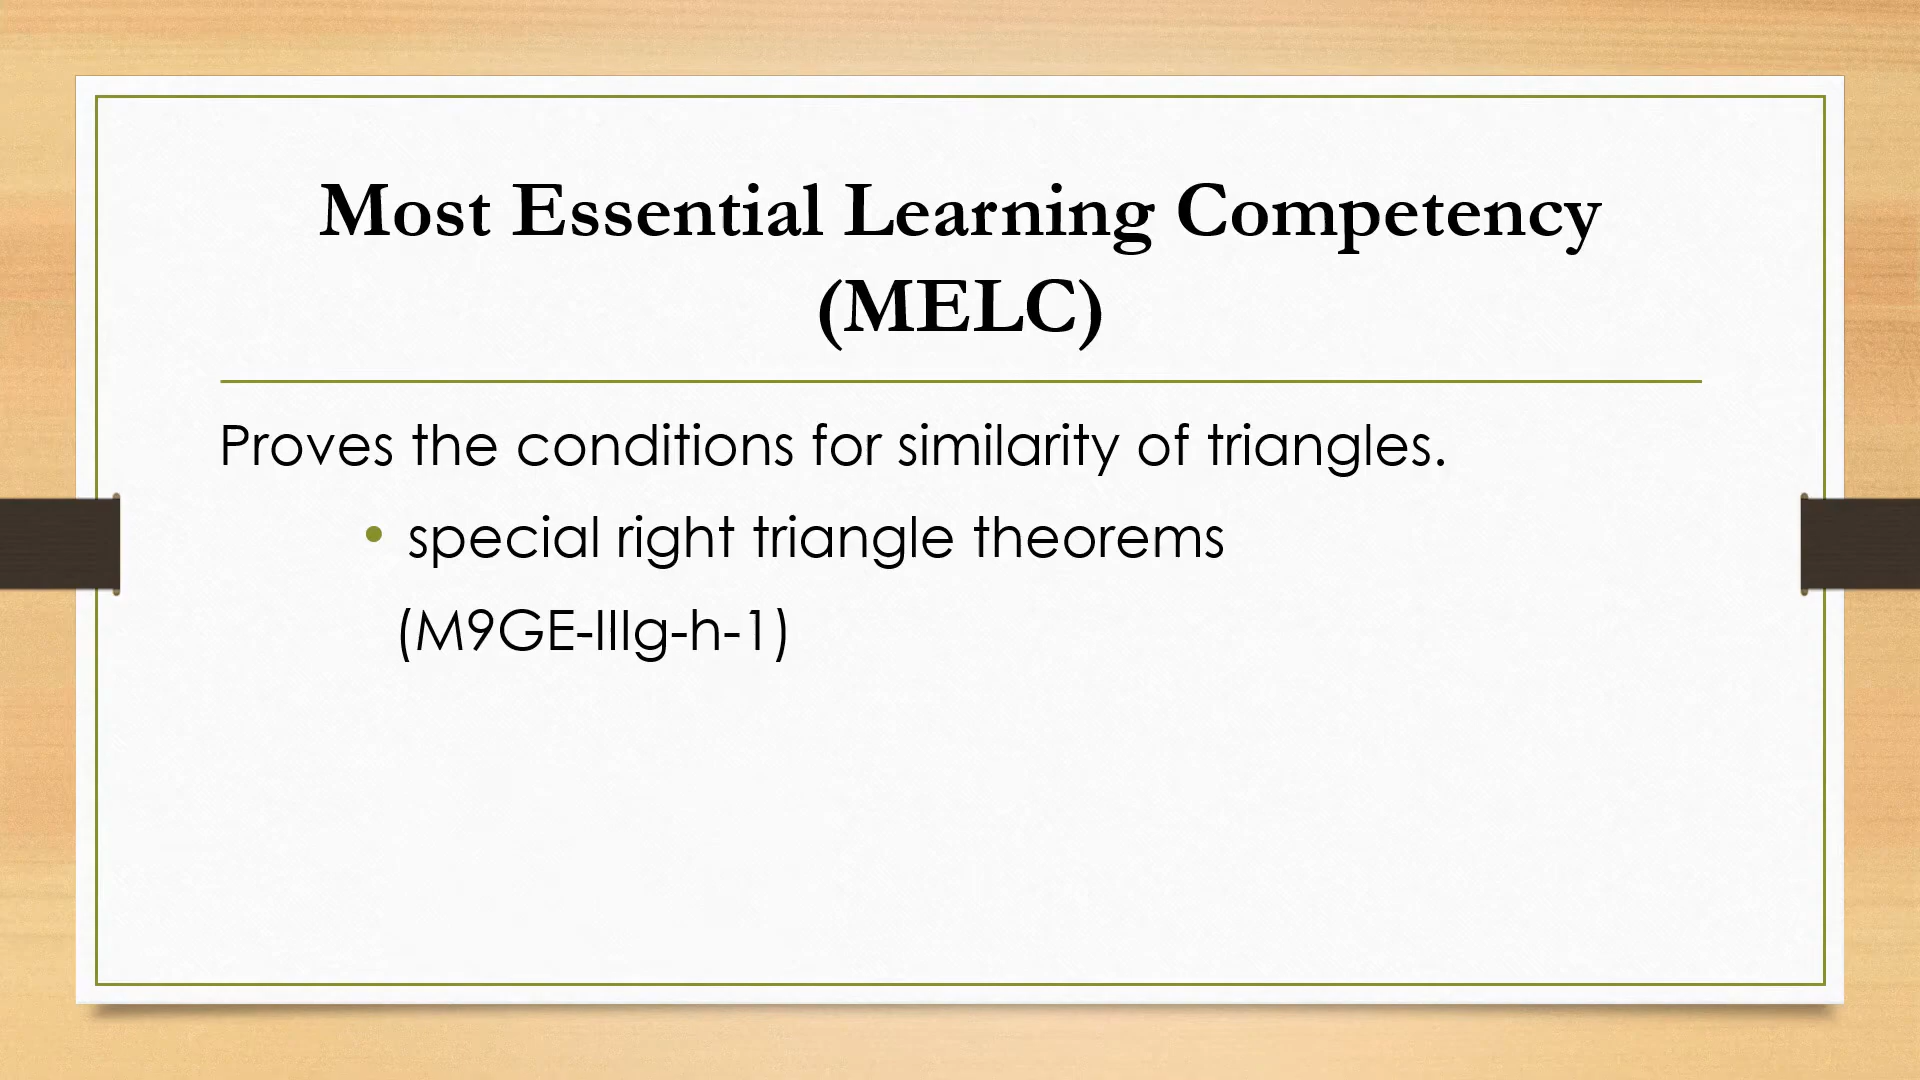 Most Essential Learning Competency
(MELC)
Proves the conditions for similarity of triangles.
• special right triangle theorems
(M9GE-IIIg-h-1)